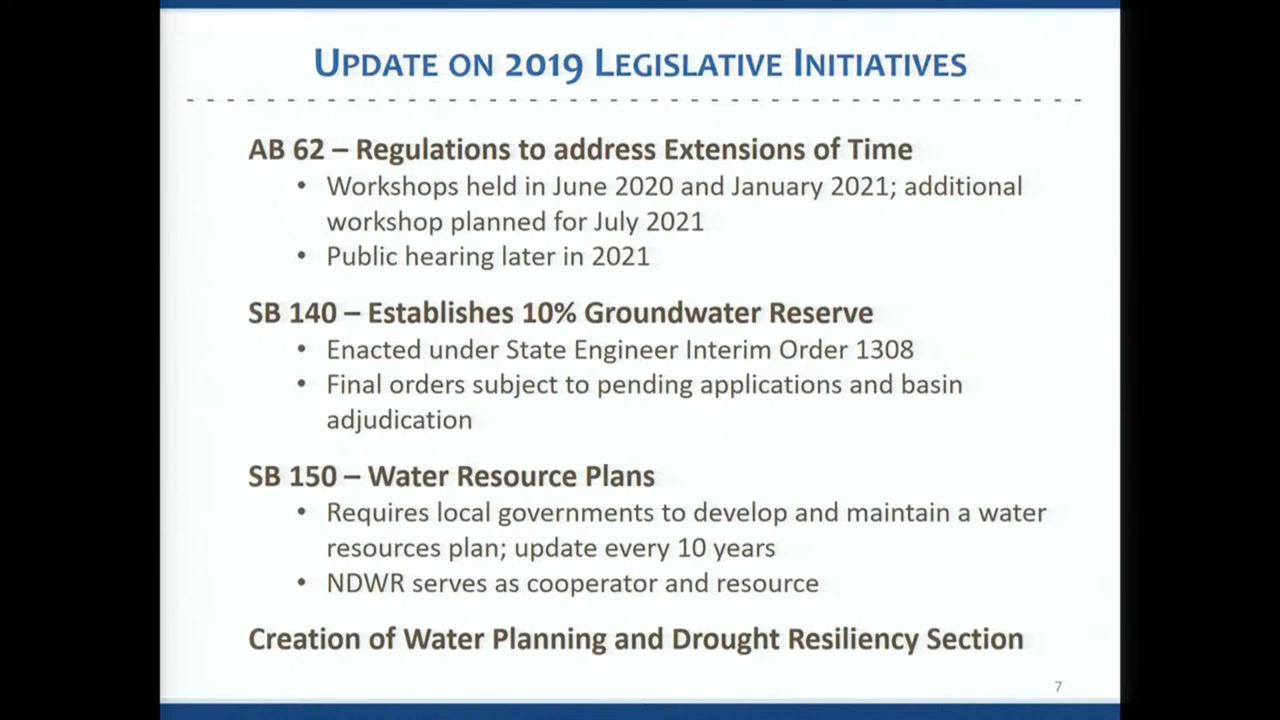 UPDATE ON 2019 LEGISLATIVE INITIATIVES
AB 62 – Regulations to address Extensions of Time
• Workshops held in June 2020 and January 2021; additional
workshop planned for July 2021
• Public hearing later in 2021
SB 140 – Establishes 10% Groundwater Reserve
• Enacted under State Engineer Interim Order 1308
• Final orders subject to pending applications and basin
adjudication
SB 150 – Water Resource Plans
• Requires local governments to develop and maintain a water
resources plan; update every 10 years
• NDWR serves as cooperator and resource
Creation of Water Planning and Drought Resiliency Section
7